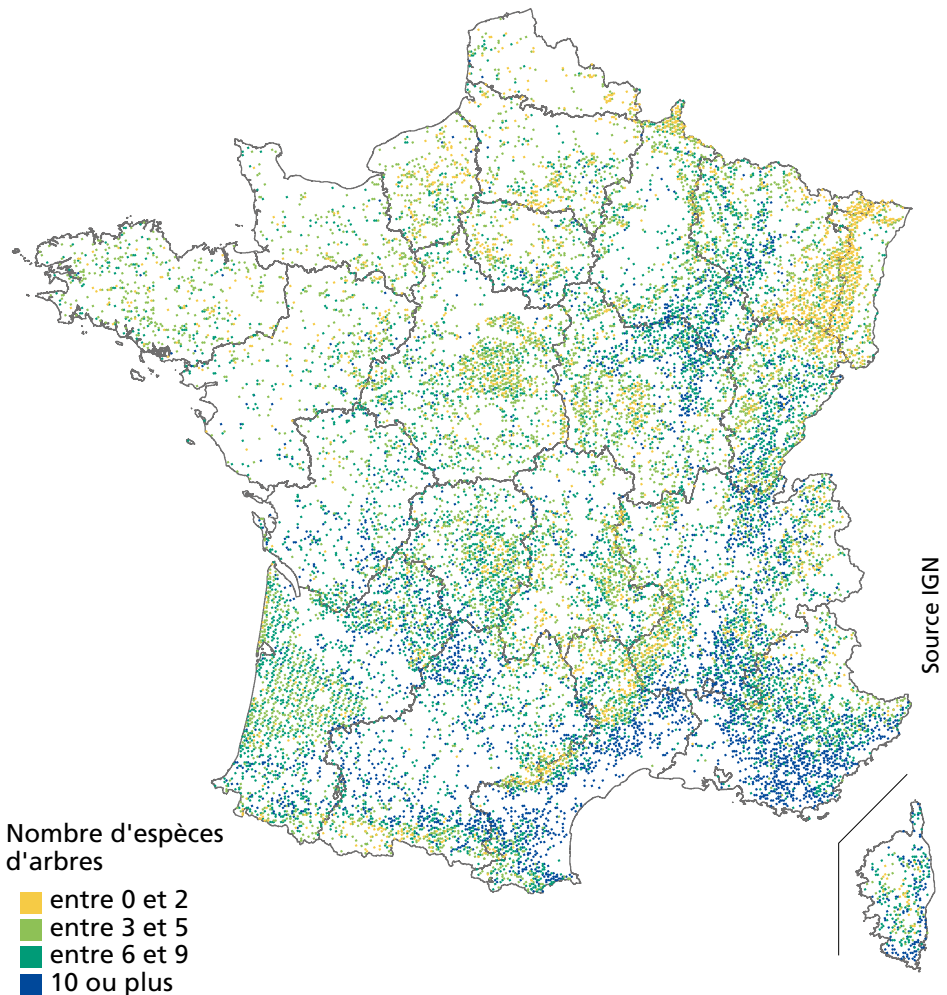 Source IGN
Nombre d'espèces
d'arbres
entre 0 et 2
entre 3 et 5
entre 6 et 9
10 ou plus